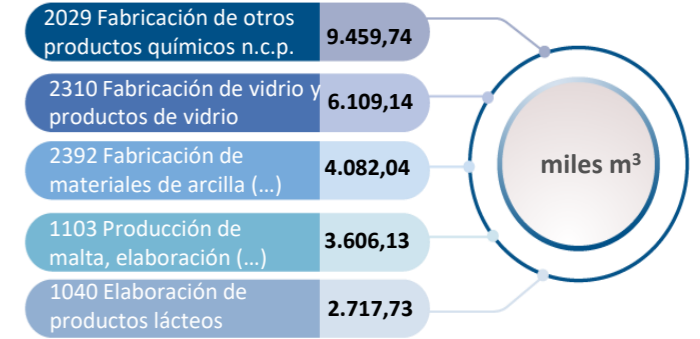 2029 Fabricación de otros
productos químicos n.c.p.
9.459,74
2310 Fabricación de vidrio y
productos de vidrio
6.109,14
2392 Fabricación de
materiales de arcilla (...)
4.082,04
1103 Producción de
malta, elaboración (...)
3.606,13
1040 Elaboración de
productos lácteos
2.717,73
miles m³